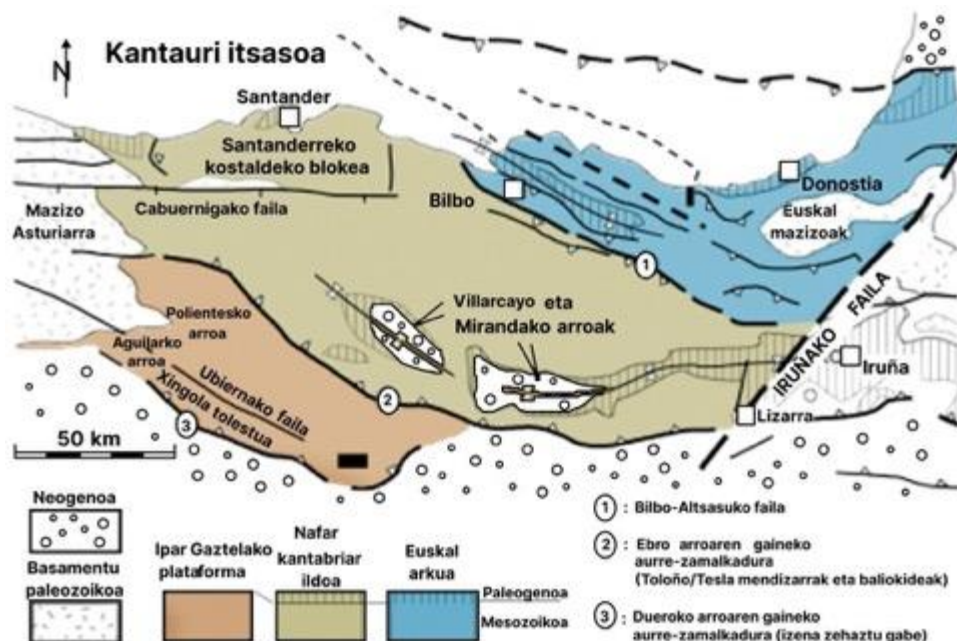 Kantauri itsasoa
N
Santander
Santanderreko
kostaldeko blokea
Bilbo
Donostia
Euskal
mazizoak
Cabuernigako faila
Mazizo
Asturiarra
1
IRUÑAKO FAILA
Villarcayo eta
Mirandako arroak
Polientesko
arroa
Aguilarko
arroa
Ubiernako faila
Xingola tolestua
2
3
Iruña
Lizarra
50 km
Neogenoa
Basamentu
paleozoikoa
Ipar Gaztelako
plataforma
Nafar
kantabriar
ildoa
Euskal
arkua
Paleogenoa
Mesozoikoa
1 : Bilbo-Altsasuko faila
2 : Ebro arroaren gaineko
aurre-zamalkadura
(Toloño/Tesla mendizarrak eta baliokideak)
3 : Dueroko arroaren gaineko
aurre-zamalkadura (izena zehaztu gabe)